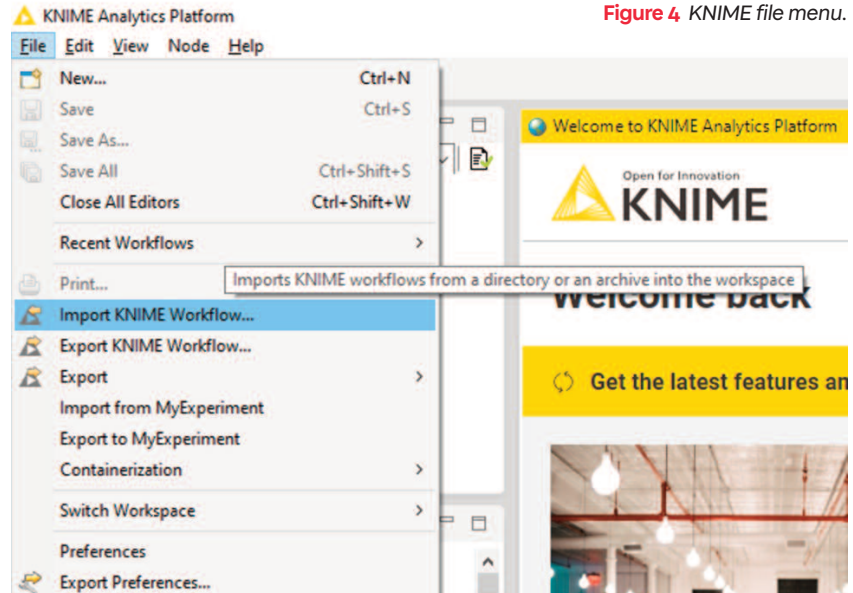 KNIME Analytics Platform
Figure 4 KNIME file menu.
File Edit View Node Help
New... Ctrl+N
Save Ctrl+S
Save As...
Save All Ctrl+Shift+S
Close All Editors Ctrl+Shift+W
Recent Workflows
Print...
Imports KNIME workflows from a directory or an archive into the workspace
Import KNIME Workflow...
Export KNIME Workflow...
Export
Import from MyExperiment
Export to MyExperiment
Containerization
Switch Workspace
Preferences
Export Preferences...
Welcome to KNIME Analytics Platform
Open for Innovation
KNIME
Welcome back
Get the latest features an